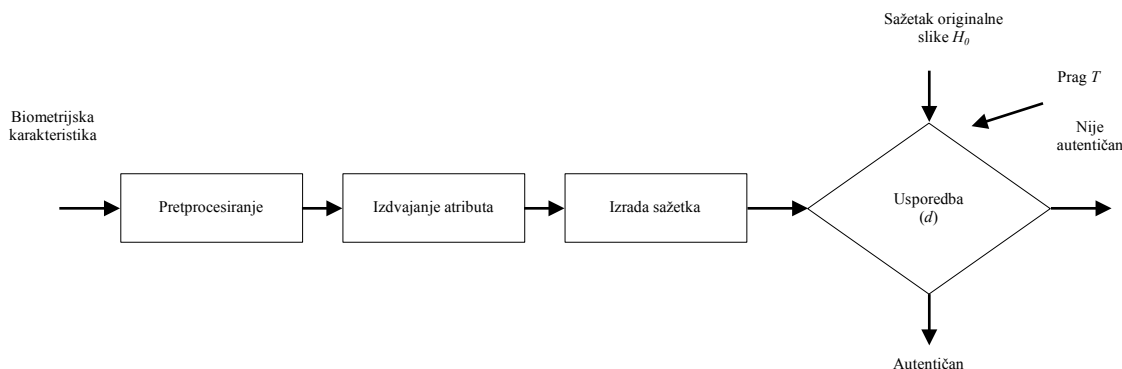 Sažetak originalne
slike H₀
Prag T
Biometrijska
karakteristika
Nije
autentičan
Pretprocesiranje
Izdvajanje atributa
Izrada sažetka
Usporedba
(d)
Autentičan